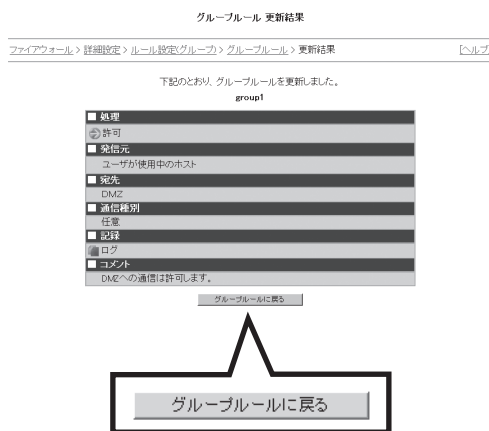 グループルール 更新結果
ファイアウォール > 詳細設定 > ルール設定(グループ) > グループルール > 更新結果 [ヘルプ
下記のとおり、グループルールを更新しました。
group1
■ 処理
許可
■ 発信元
ユーザが使用中のホスト
■ 宛先
DMZ
■ 通信種別
任意
■ 記録
ログ
■ コメント
DMZへの通信は許可します。
グループルールに戻る
グループルールに戻る